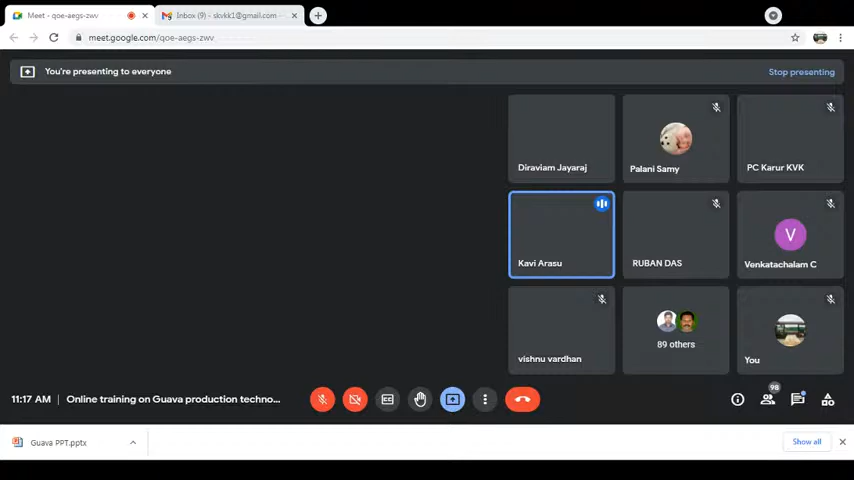 Meet - qoe-aegs-zwv
Inbox (9) - skvkk1@gmail.com
meet.google.com/qoe-aegs-zwv
You're presenting to everyone
Stop presenting
Diraviam Jayaraj
Palani Samy
PC Karur KVK
Kavi Arasu
RUBAN DAS
V
Venkatachalam C
vishnu vardhan
89 others
You
11:17 AM | Online training on Guava production techno...
CC
98
Guava PPT.pptx
Show all